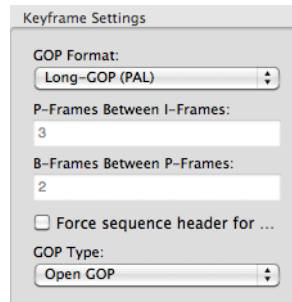 Keyframe Settings
GOP Format:
Long-GOP (PAL)
P-Frames Between I-Frames:
3
B-Frames Between P-Frames:
2
Force sequence header for ...
GOP Type:
Open GOP